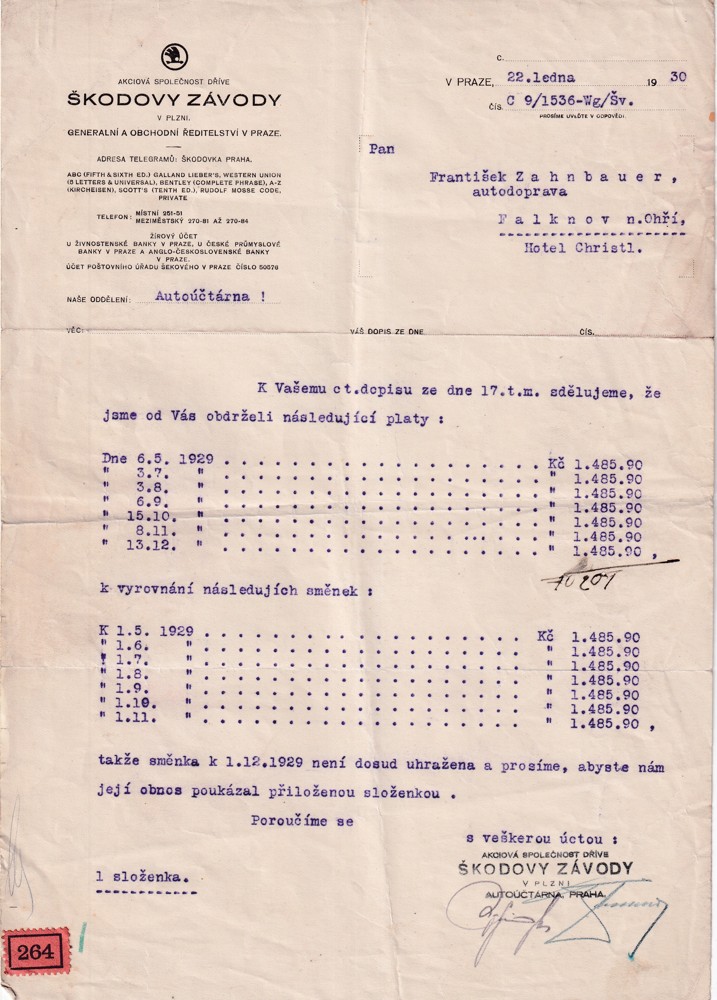 AKCIOVÁ SPOLEČNOST DŘÍVE
ŠKODOVY ZÁVODY
V PLZNI.
GENERALNÍ A OBCHODNÍ ŘEDITELSTVÍ V PRAZE.
ADRESA TELEGRAMŮ: ŠKODOVKA PRAHA.
ABC (FIFTH & SIXTH ED.) GALLAND LIEBER'S, WESTERN UNION
(5 LETTERS & UNIVERSAL), BENTLEY (COMPLETE PHRASE), A-Z
(KIRCHEISEN), SCOTT'S (TENTH ED.), RUDOLF MOSSE CODE,
PRIVATE
TELEFON: MÍSTNÍ 251-51
MEZIMĚSTSKÝ 270-81 AŽ 270-84
ŽÍROVÝ ÚČET
U ŽIVNOSTENSKÉ BANKY V PRAZE, U ČESKÉ PRŮMYSLOVÉ
BANKY V PRAZE A ANGLO-ČESKOSLOVENSKÉ BANKY
V PRAZE.
ÚČET POŠTOVNÍHO ÚŘADU ŠEKOVÉHO V PRAZE ČÍSLO 50576
NAŠE ODDĚLENÍ: Autoúčtárna !
C.
V PRAZE, 22.ledna 1930
ČÍS. C 9/1536-Wg/Šv.
PROSÍME UVLÉTE V ODPOVĚDI.
Pan
František Zahnbauer,
autodoprava
Falknov n.Ohří,
Hotel Christl.
VĚC: VÁŠ DOPIS ZE DNE ČÍS.
K Vašemu ct.dopisu ze dne 17.t.m. sdělujeme, že
jsme od Vás obdrželi následující platy :
Dne 6.5. 1929 . . . . . . . . . . . . . . . . . . . Kč 1.485.90
" 3.7. " . . . . . . . . . . . . . . . . . . . " 1.485.90
" 3.8. " . . . . . . . . . . . . . . . . . . . " 1.485.90
" 6.9. " . . . . . . . . . . . . . . . . . . . " 1.485.90
" 15.10. " . . . . . . . . . . . . . . . . . . . " 1.485.90
" 8.11. " . . . . . . . . . . . . . . . . . . . " 1.485.90
" 13.12. " . . . . . . . . . . . . . . . . . . . " 1.485.90 ,
k vyrovnání následujích směnek :
K 1.5. 1929 . . . . . . . . . . . . . . . . . . . Kč 1.485.90
" 1.6. " . . . . . . . . . . . . . . . . . . . " 1.485.90
" 1.7. " . . . . . . . . . . . . . . . . . . . " 1.485.90
" 1.8. " . . . . . . . . . . . . . . . . . . . " 1.485.90
" 1.9. " . . . . . . . . . . . . . . . . . . . " 1.485.90
" 1.10. " . . . . . . . . . . . . . . . . . . . " 1.485.90
" 1.11. " . . . . . . . . . . . . . . . . . . . " 1.485.90 ,
takže směnka k 1.12.1929 není dosud uhražena a prosíme, abyste nám
její obnos poukázal přiloženou složenkou .
Poroučíme se
s veškerou úctou :
AKCIOVÁ SPOLEČNOST DŘÍVE
ŠKODOVY ZÁVODY
V PLZNI
AUTOÚČTÁRNA, PRAHA.
1 složenka.
264